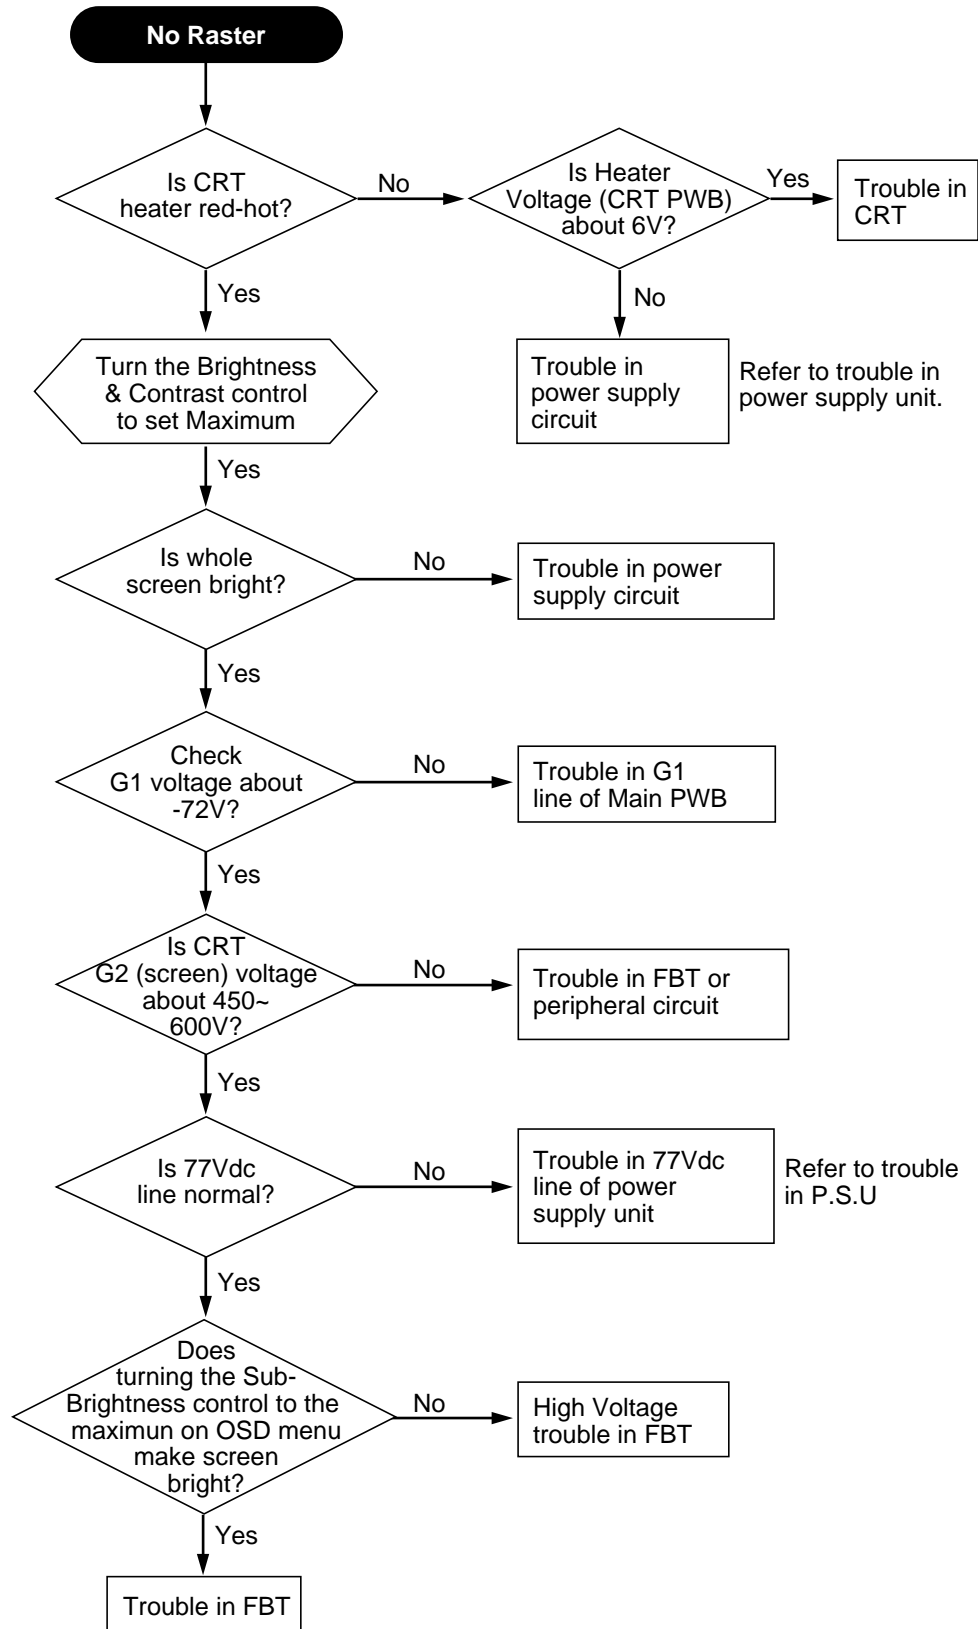 No Raster
Is CRT
heater red-hot?
No
Is Heater
Voltage (CRT PWB)
about 6V?
Yes
Trouble in
CRT
Yes
No
Turn the Brightness
& Contrast control
to set Maximum
Trouble in
power supply
circuit
Refer to trouble in
power supply unit.
Yes
Is whole
screen bright?
No
Trouble in power
supply circuit
Yes
Check
G1 voltage about
-72V?
No
Trouble in G1
line of Main PWB
Yes
Is CRT
G2 (screen) voltage
about 450~
600V?
No
Trouble in FBT or
peripheral circuit
Yes
Is 77Vdc
line normal?
No
Trouble in 77Vdc
line of power
supply unit
Refer to trouble
in P.S.U
Yes
Does
turning the Sub-
Brightness control to the
maximun on OSD menu
make screen
bright?
No
High Voltage
trouble in FBT
Yes
Trouble in FBT